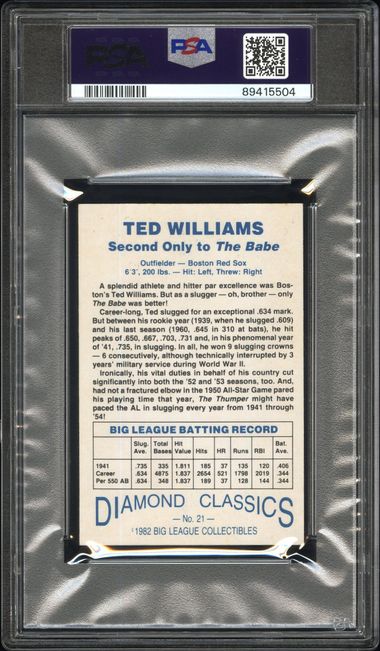 PSA
PSA
89415504
TED WILLIAMS
Second Only to The Babe
Outfielder — Boston Red Sox
6'3", 200 lbs. — Hit: Left, Threw: Right
A splendid athlete and hitter par excellence was Bos-
ton's Ted Williams. But as a slugger — oh, brother — only
The Babe was better!
Career-long, Ted slugged for an exceptional .634 mark.
But between his rookie year (1939, when he slugged .609)
and his last season (1960, .645 in 310 at bats), he hit
peaks of .650, .667, .703, .731 and, in his phenomenal year
of '41, .735, in slugging. In all, he won 9 slugging crowns
— 6 consecutively, although technically interrupted by 3
years' military service during World War II.
Ironically, his vital duties in behalf of his country cut
significantly into both the '52 and '53 seasons, too. And,
had not a fractured elbow in the 1950 All-Star Game pared
his playing time that year, The Thumper might have
paced the AL in slugging every year from 1941 through
'54!
BIG LEAGUE BATTING RECORD
Slug. Ave. Total Bases Hit Value Hits HR Runs RBI Bat. Ave.
1941 .735 335 1.811 185 37 135 120 .406
Career .634 4875 1.837 2654 521 1798 2019 .344
Per 550 AB .634 348 1.837 189 37 128 144 .344
DIAMOND CLASSICS
— No. 21 —
©1982 BIG LEAGUE COLLECTIBLES